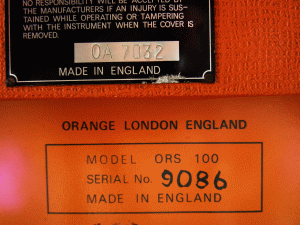 NO RESPONSIBILITY WILL BE ACCEPTED BY
THE MANUFACTURERS IF AN INJURY IS SUS-
TAINED WHILE OPERATING OR TAMPERING
WITH THE INSTRUMENT WHEN THE COVER IS
REMOVED.
OA 7032
MADE IN ENGLAND
ORANGE LONDON ENGLAND
MODEL ORS 100
SERIAL No. 9086
MADE IN ENGLAND